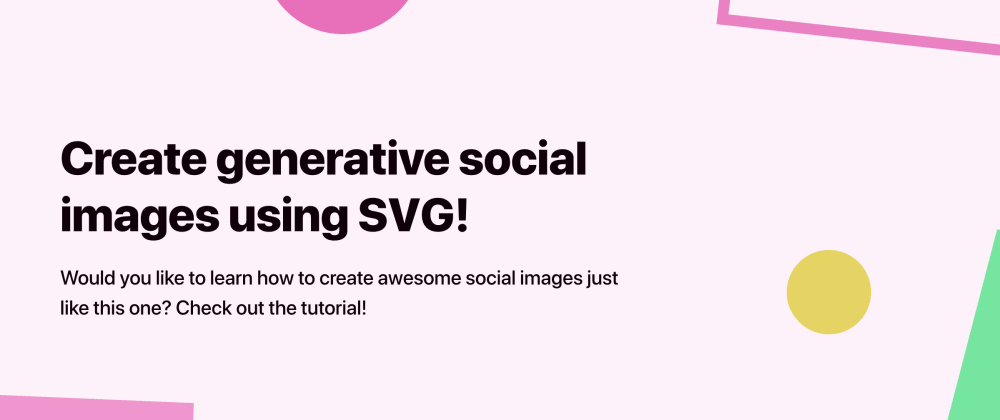 Create generative social
images using SVG!
Would you like to learn how to create awesome social images just
like this one? Check out the tutorial!